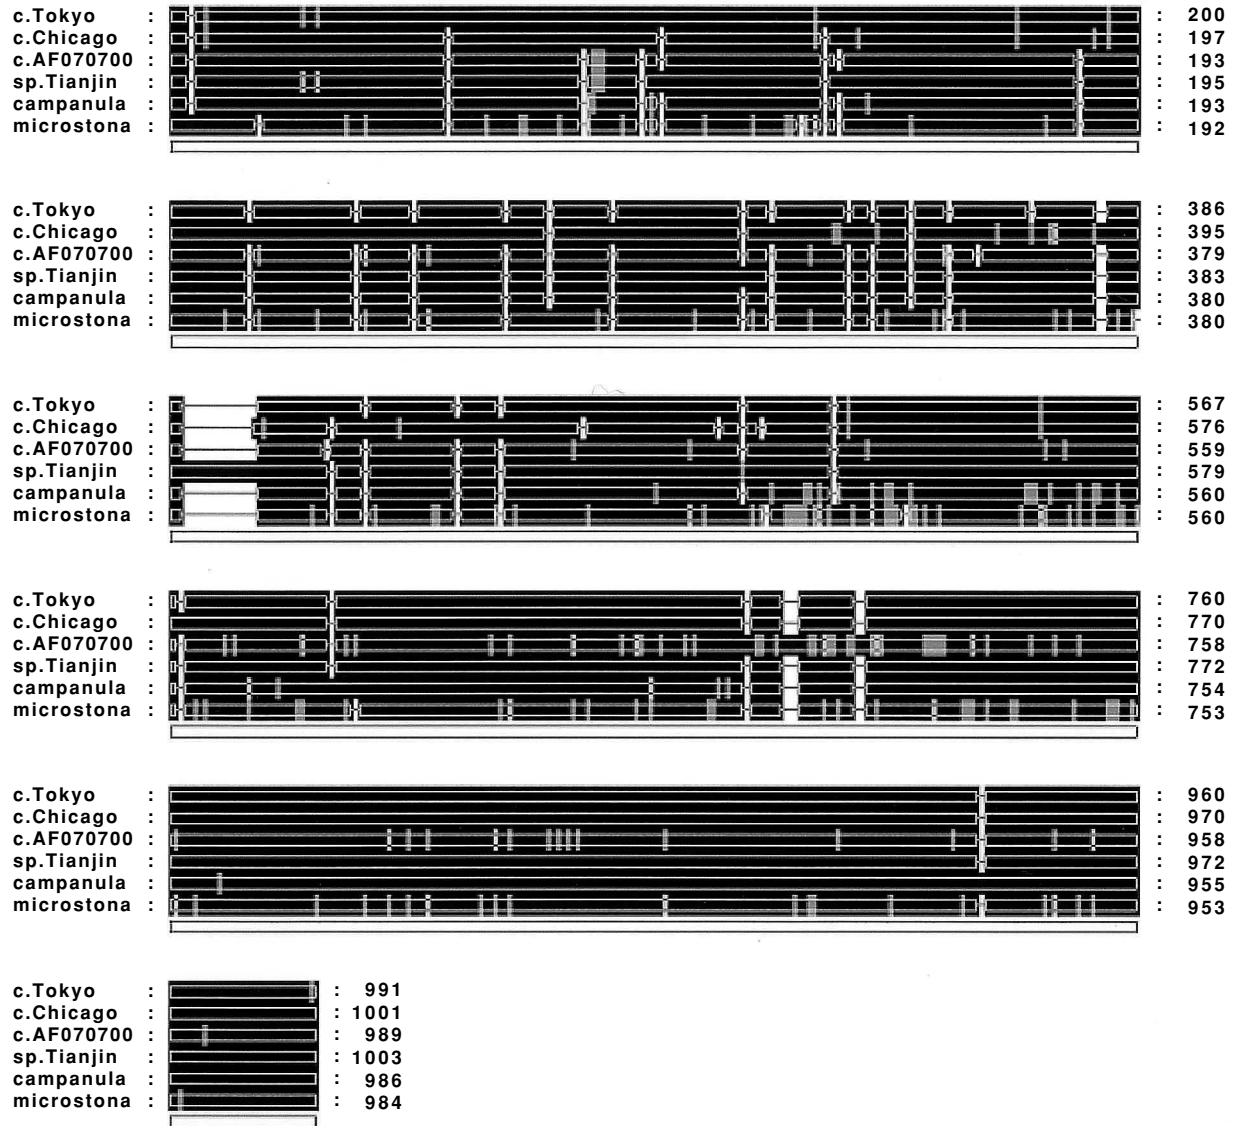 c.Tokyo : : 200
c.Chicago : : 197
c.AF070700 : : 193
sp.Tianjin : : 195
campanula : : 193
microstona : : 192
c.Tokyo : : 386
c.Chicago : : 395
c.AF070700 : : 379
sp.Tianjin : : 383
campanula : : 380
microstona : : 380
c.Tokyo : : 567
c.Chicago : : 576
c.AF070700 : : 559
sp.Tianjin : : 579
campanula : : 560
microstona : : 560
c.Tokyo : : 760
c.Chicago : : 770
c.AF070700 : : 758
sp.Tianjin : : 772
campanula : : 754
microstona : : 753
c.Tokyo : : 960
c.Chicago : : 970
c.AF070700 : : 958
sp.Tianjin : : 972
campanula : : 955
microstona : : 953
c.Tokyo : : 991
c.Chicago : : 1001
c.AF070700 : : 989
sp.Tianjin : : 1003
campanula : : 986
microstona : : 984